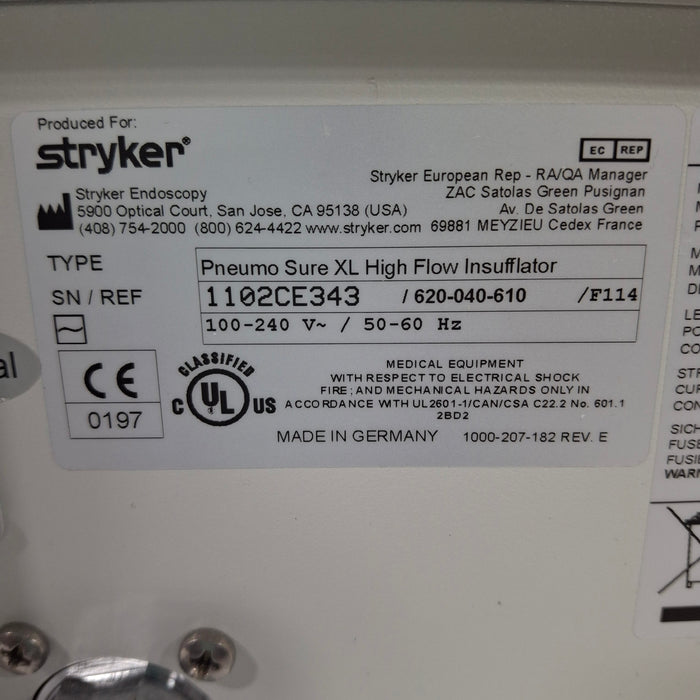 Produced For:
stryker®
EC REP
Stryker European Rep - RA/QA Manager
ZAC Satolas Green Pusignan
Av. De Satolas Green
69881 MEYZIEU Cedex France
Stryker Endoscopy
5900 Optical Court, San Jose, CA 95138 (USA)
(408) 754-2000 (800) 624-4422 www.stryker.com
TYPE Pneumo Sure XL High Flow Insufflator
SN / REF 1102CE343 / 620-040-610 /F114
100-240 V~ / 50-60 Hz
CE
0197
CLASSIFIED
C UL US
MEDICAL EQUIPMENT
WITH RESPECT TO ELECTRICAL SHOCK
FIRE; AND MECHANICAL HAZARDS ONLY IN
ACCORDANCE WITH UL2601-1/CAN/CSA C22.2 No. 601.1
2BD2
MADE IN GERMANY 1000-207-182 REV. E